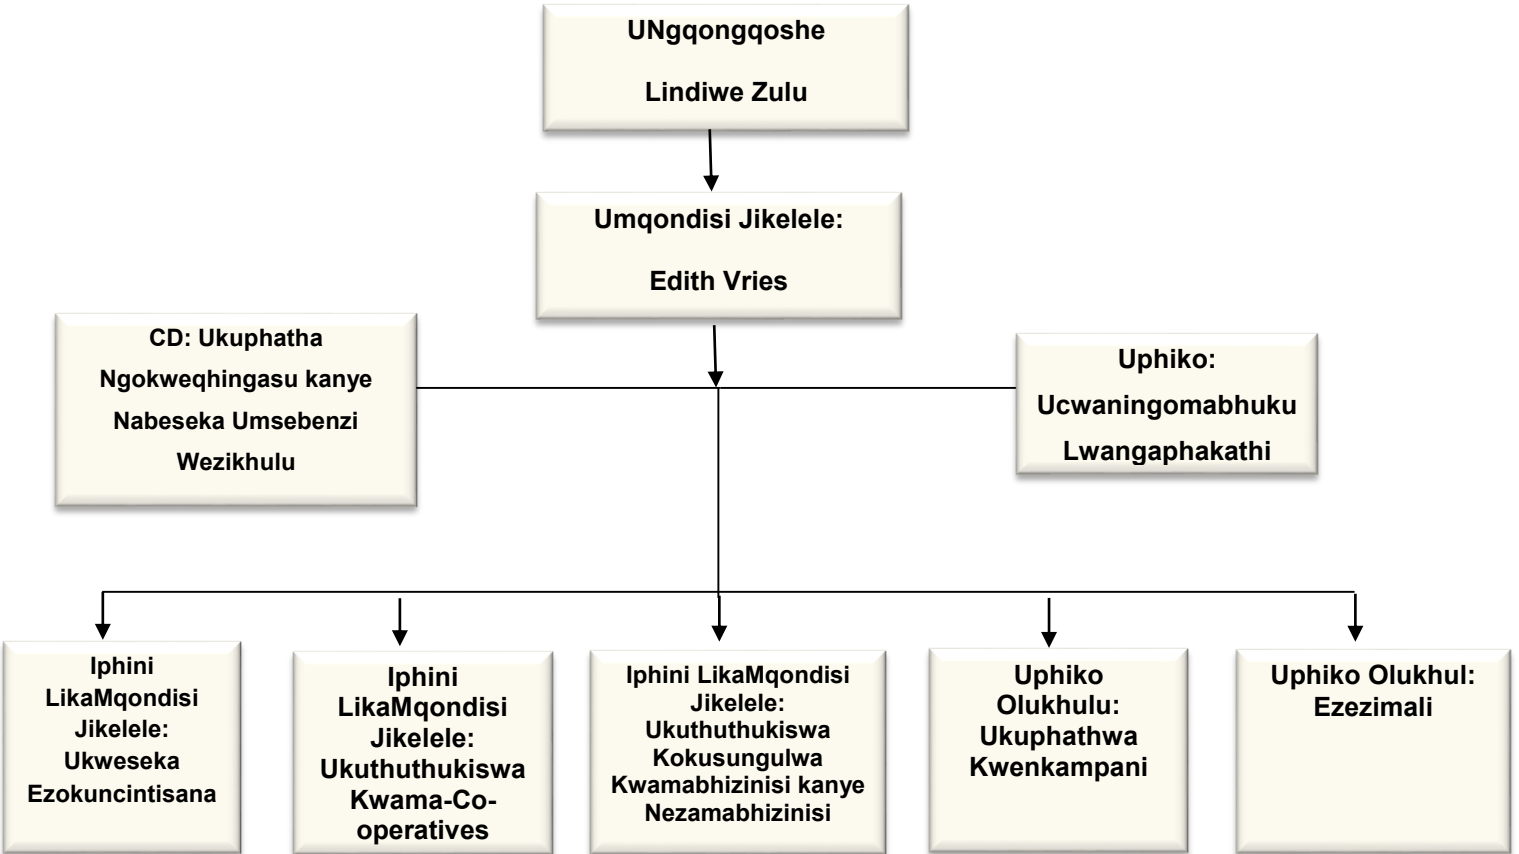 UNgqongqoshe
Lindiwe Zulu
Umqondisi Jikelele:
Edith Vries
CD: Ukuphatha
Ngokweqhingasu kanye
Nabeseka Umsebenzi
Wezikhulu
Uphiko:
Ucwaningomabhuku
Lwangaphakathi
Iphini
LikaMqondisi
Jikelele:
Ukweseka
Ezokuncintisana
Iphini
LikaMqondisi
Jikelele:
Ukuthuthukiswa
Kwama-Co-
operatives
Iphini LikaMqondisi
Jikelele:
Ukuthuthukiswa
Kokusungulwa
Kwamabhizinisi kanye
Nezamabhizinisi
Uphiko
Olukhulu:
Ukuphathwa
Kwenkampani
Uphiko Olukhul:
Ezezimali